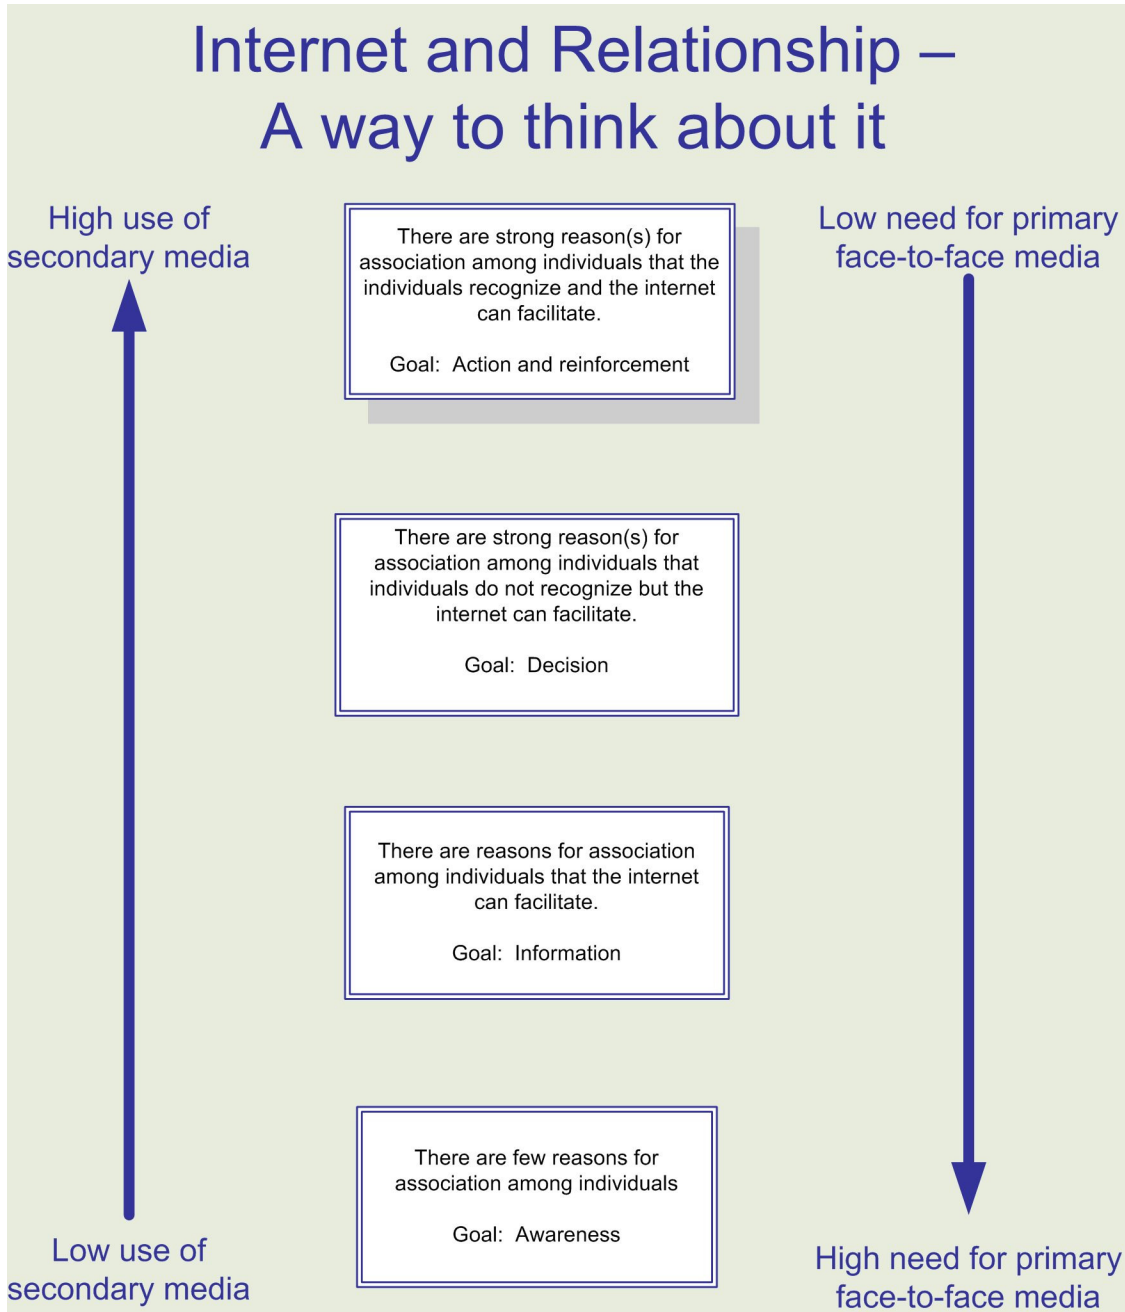 Internet and Relationship –
A way to think about it
High use of
secondary media
There are strong reason(s) for
association among individuals that the
individuals recognize and the internet
can facilitate.
Goal:  Action and reinforcement
Low need for primary
face-to-face media
There are strong reason(s) for
association among individuals that
individuals do not recognize but the
internet can facilitate.
Goal:  Decision
There are reasons for association
among individuals that the internet
can facilitate.
Goal:  Information
There are few reasons for
association among individuals
Goal:  Awareness
Low use of
secondary media
High need for primary
face-to-face media